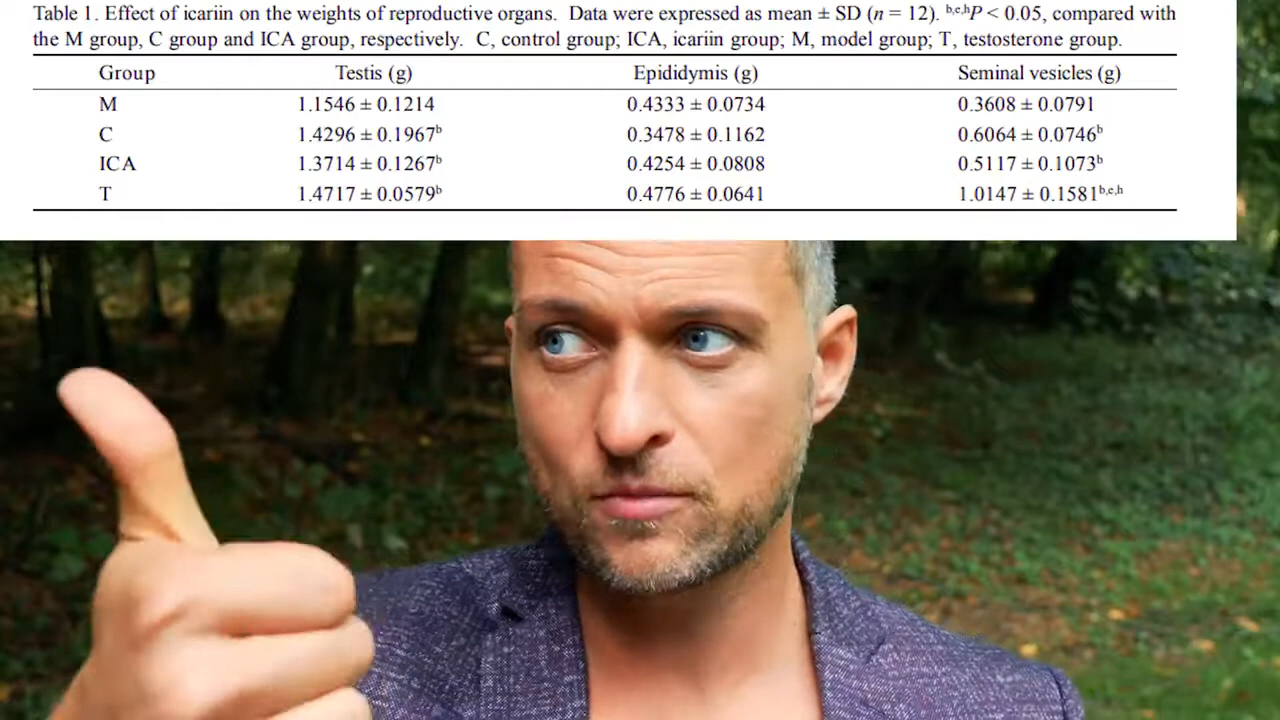 Table 1. Effect of icariin on the weights of reproductive organs. Data were expressed as mean ± SD (n = 12). b,e,hP < 0.05, compared with
the M group, C group and ICA group, respectively. C, control group; ICA, icariin group; M, model group; T, testosterone group.
Group Testis (g) Epididymis (g) Seminal vesicles (g)
M 1.1546 ± 0.1214 0.4333 ± 0.0734 0.3608 ± 0.0791
C 1.4296 ± 0.1967b 0.3478 ± 0.1162 0.6064 ± 0.0746b
ICA 1.3714 ± 0.1267b 0.4254 ± 0.0808 0.5117 ± 0.1073b
T 1.4717 ± 0.0579b 0.4776 ± 0.0641 1.0147 ± 0.1581b,e,h